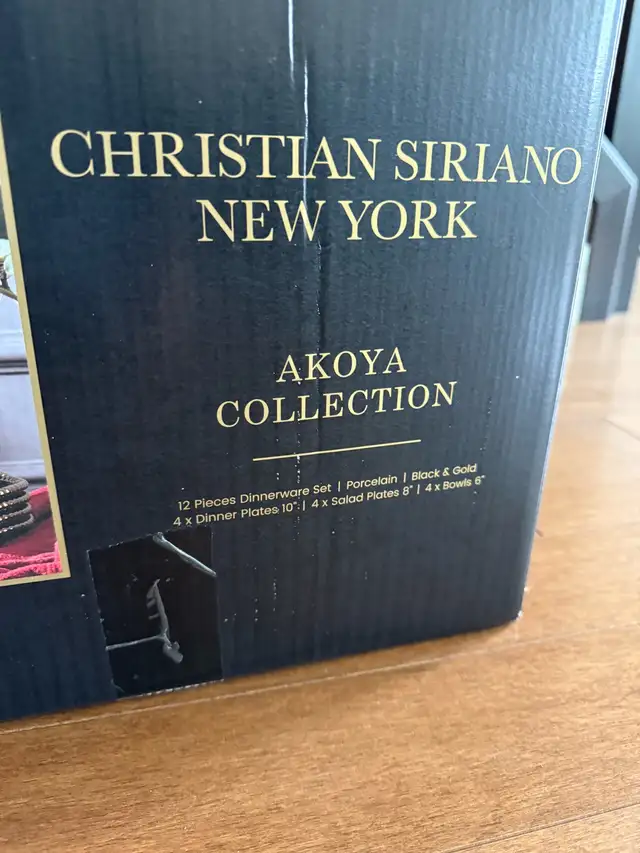 CHRISTIAN SIRIANO
NEW YORK
AKOYA
COLLECTION
12 Pieces Dinnerware Set | Porcelain | Black & Gold
4 x Dinner Plates 10" | 4 x Salad Plates 8" | 4 x Bowls 6"